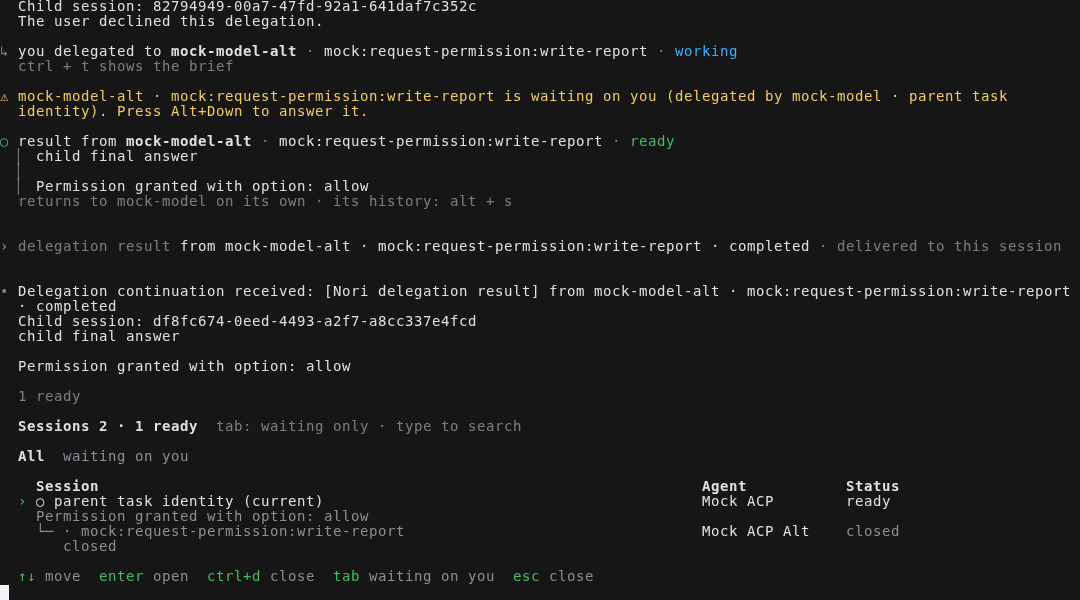 Child session: 82794949-00a7-47fd-92a1-641daf7c352c
The user declined this delegation.
↳ you delegated to mock-model-alt · mock:request-permission:write-report · working
ctrl + t shows the brief
⚠ mock-model-alt · mock:request-permission:write-report is waiting on you (delegated by mock-model · parent task
identity). Press Alt+Down to answer it.
○ result from mock-model-alt · mock:request-permission:write-report · ready
│ child final answer
│
│ Permission granted with option: allow
returns to mock-model on its own · its history: alt + s
› delegation result from mock-model-alt · mock:request-permission:write-report · completed · delivered to this session
• Delegation continuation received: [Nori delegation result] from mock-model-alt · mock:request-permission:write-report
· completed
Child session: df8fc674-0eed-4493-a2f7-a8cc337e4fcd
child final answer
Permission granted with option: allow
1 ready
Sessions 2 · 1 ready tab: waiting only · type to search
All waiting on you
Session Agent Status
› ○ parent task identity (current) Mock ACP ready
Permission granted with option: allow
└─ · mock:request-permission:write-report Mock ACP Alt closed
closed
↑↓ move enter open ctrl+d close tab waiting on you esc close